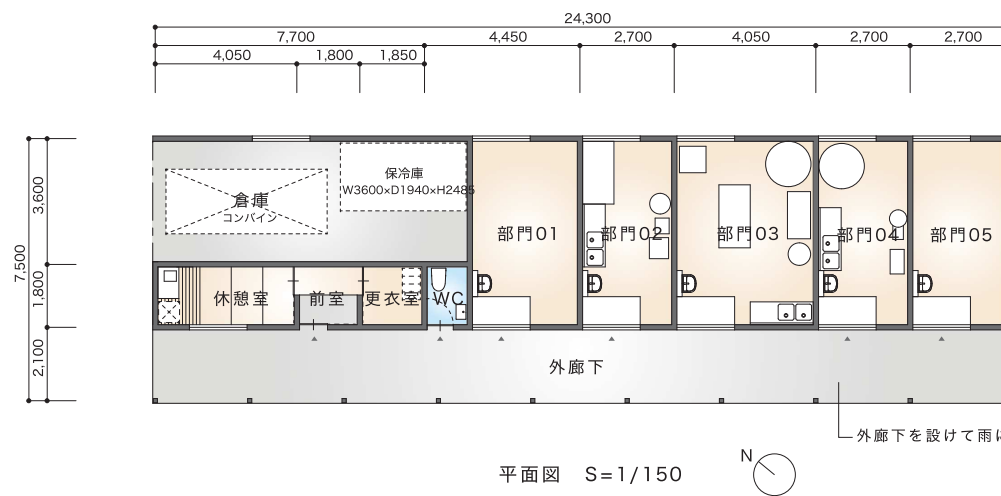 24,300
7,700 4,450 2,700 4,050 2,700 2,700
4,050 1,800 1,850
7,500
3,600
1,800
2,100
保冷庫
W3600×D1940×H2485
倉庫
コンバイン
部門01
部門02
部門03
部門04
部門05
休憩室
前室
更衣室
WC
外廊下
外廊下を設けて雨に
平面図 S=1/150
N